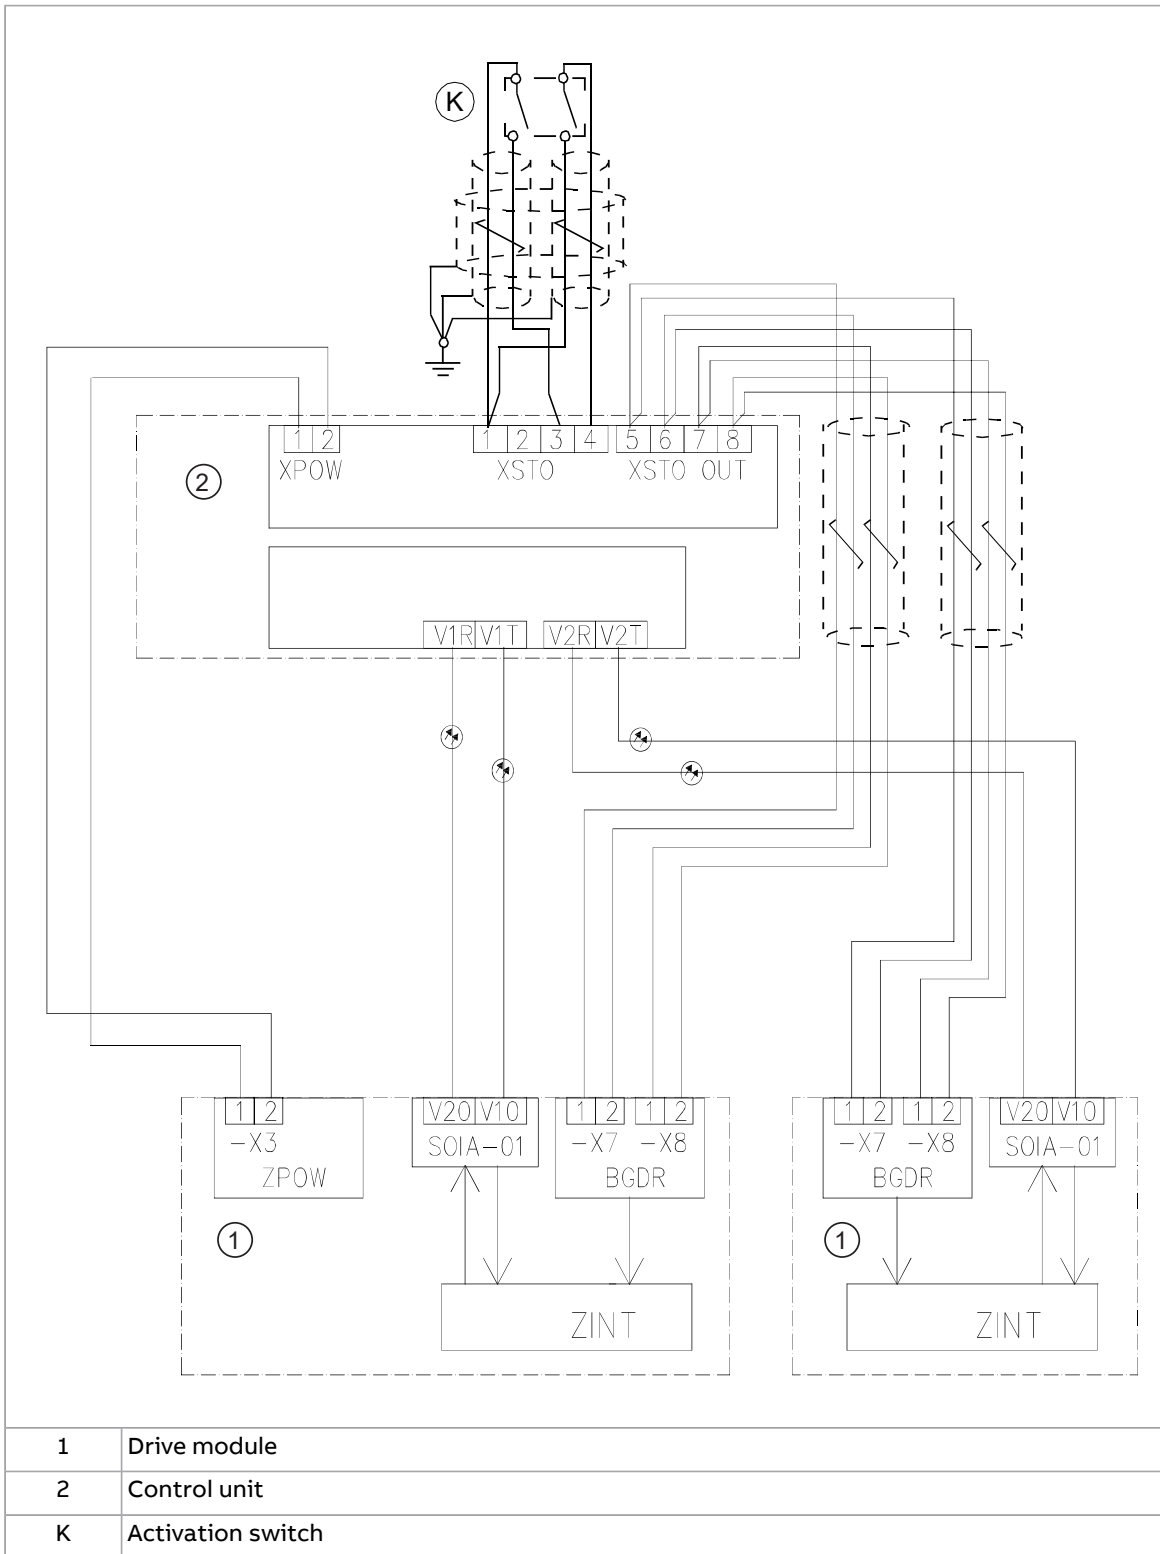 K
1 2 1 2 3 4 5 6 7 8
XPOW XSTO XSTO OUT
2
V1R V1T V2R V2T
1 2 V20 V10 1 2 1 2 1 2 1 2 V20 V10
-X3 SOIA-01 -X7 -X8 -X7 -X8 SOIA-01
ZPOW BGDR BGDR
1 1
ZINT ZINT
1 Drive module
2 Control unit
K Activation switch